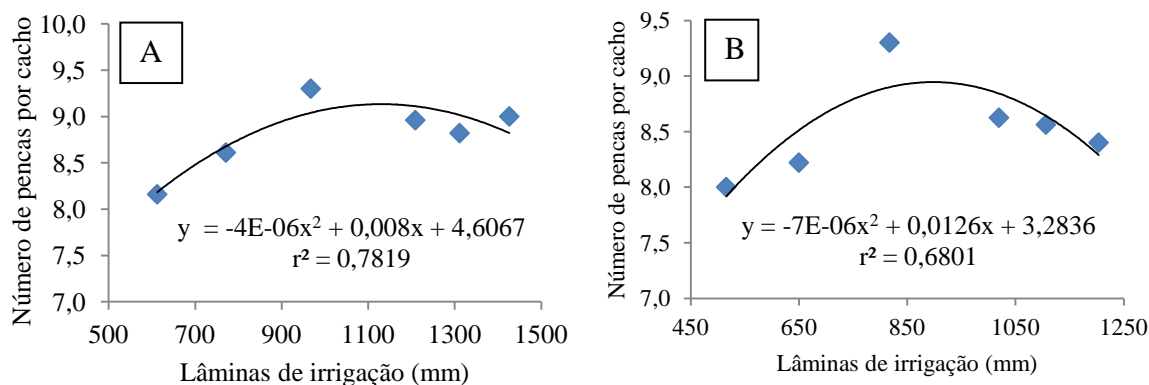 A
Número de pencas por cacho
10,0
9,5
9,0
8,5
8,0
7,5
7,0
y = -4E-06x² + 0,008x + 4,6067
r² = 0,7819
500 700 900 1100 1300 1500
Lâminas de irrigação (mm)
B
Número de pencas por cacho
9,5
9,0
8,5
8,0
7,5
7,0
y = -7E-06x² + 0,0126x + 3,2836
r² = 0,6801
450 650 850 1050 1250
Lâminas de irrigação (mm)